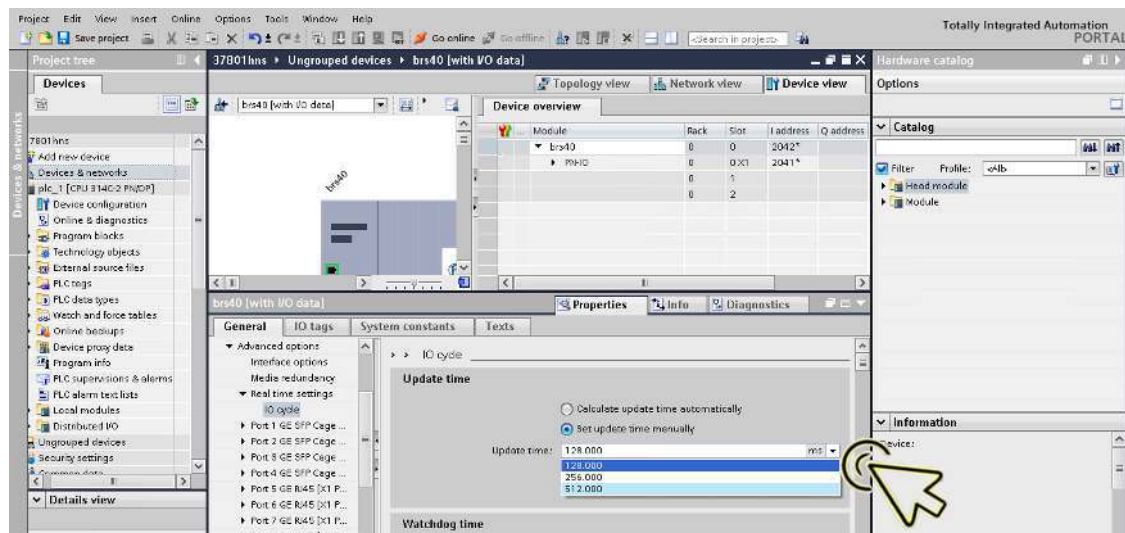 Project Edit View Insert Online Options Tools Window Help
Totally Integrated Automation
PORTAL
Save project
Go online
Go offline
<Search in project>
Project tree
37801hns ▸ Ungrouped devices ▸ brs40 [with I/O data]
Hardware catalog
Devices
Topology view
Network view
Device view
Options
brs40 [with I/O data]
Device overview
Module Rack Slot I address Q address
brs40 0 0 2042*
PN-IO 0 0 X1 2041*
0 1
0 2
brs40
Catalog
Filter Profile: <All>
Head module
Module
Devices & networks
7801hns
Add new device
Devices & networks
plc_1 [CPU 314C-2 PN/DP]
Device configuration
Online & diagnostics
Program blocks
Technology objects
External source files
PLC tags
PLC data types
Watch and force tables
Online backups
Device proxy data
Program info
PLC supervisions & alarms
PLC alarm text lists
Local modules
Distributed I/O
Ungrouped devices
Security settings
Common data
Details view
brs40 [with I/O data]
Properties
Info
Diagnostics
General IO tags System constants Texts
Advanced options
Interface options
Media redundancy
Real time settings
IO cycle
Port 1 GE SFP Cage ...
Port 2 GE SFP Cage ...
Port 3 GE SFP Cage ...
Port 4 GE SFP Cage ...
Port 5 GE RJ45 [X1 P...
Port 6 GE RJ45 [X1 P...
Port 7 GE RJ45 [X1 P...
> > IO cycle
Update time
Calculate update time automatically
Set update time manually
Update time: 128.000 ms
128.000
256.000
512.000
Watchdog time
Information
Device: